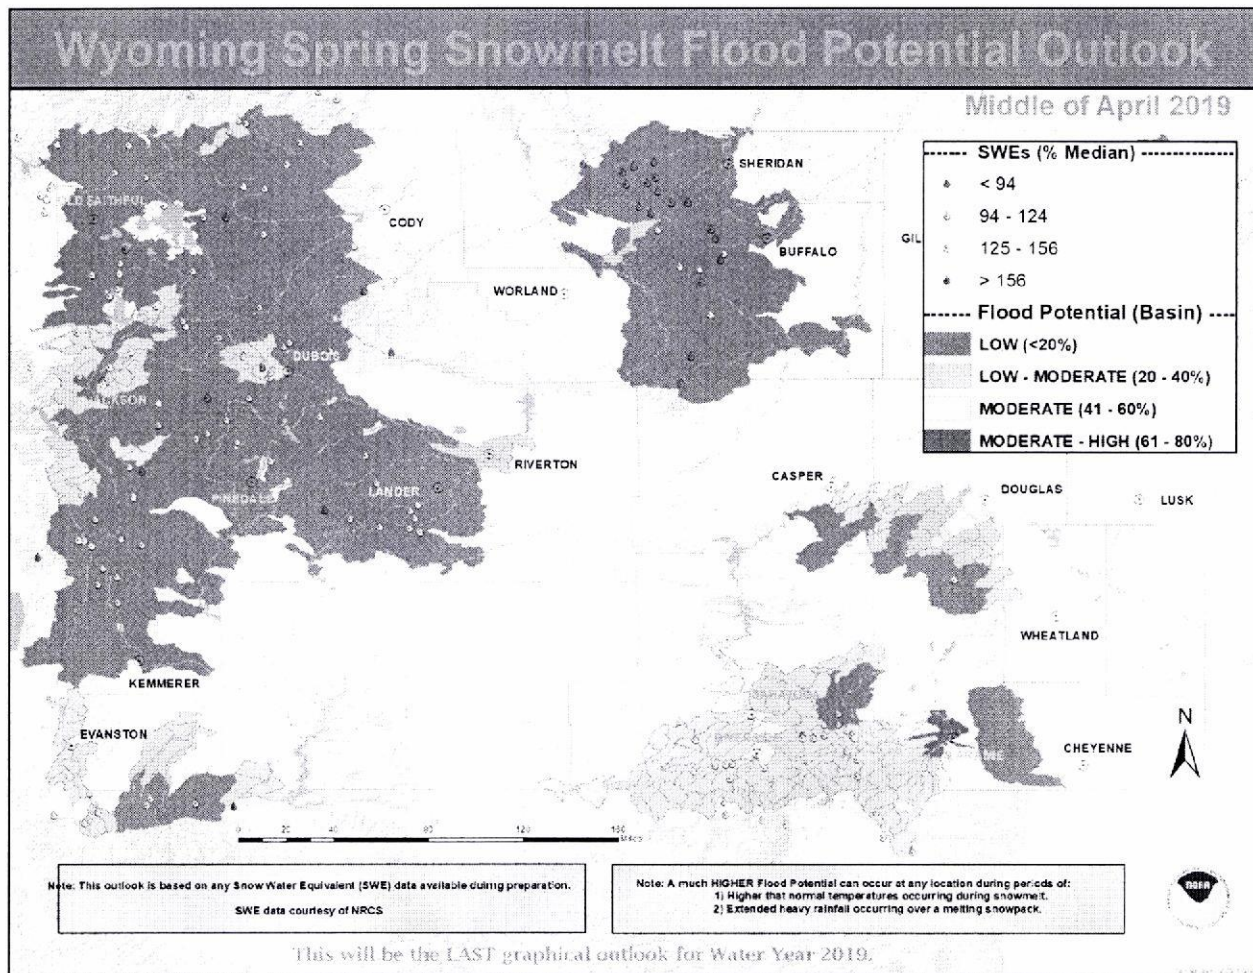 Wyoming Spring Snowmelt Flood Potential Outlook
Middle of April 2019
SWEs (% Median)
< 94
94 - 124
125 - 156
> 156
Flood Potential (Basin)
LOW (<20%)
LOW - MODERATE (20 - 40%)
MODERATE (41 - 60%)
MODERATE - HIGH (61 - 80%)
SHERIDAN
CODY
BUFFALO
GIL
WORLAND
DUBOIS
JACKSON
RIVERTON
PINEDALE
LANDER
CASPER
DOUGLAS
LUSK
WHEATLAND
KEMMERER
EVANSTON
CHEYENNE
N
0 20 40 80 120 160
Note: This outlook is based on any Snow Water Equivalent (SWE) data available during preparation.
SWE data courtesy of NRCS
Note: A much HIGHER Flood Potential can occur at any location during periods of:
1) Higher that normal temperatures occurring during snowmelt.
2) Extended heavy rainfall occurring over a melting snowpack.
noaa
This will be the LAST graphical outlook for Water Year 2019.